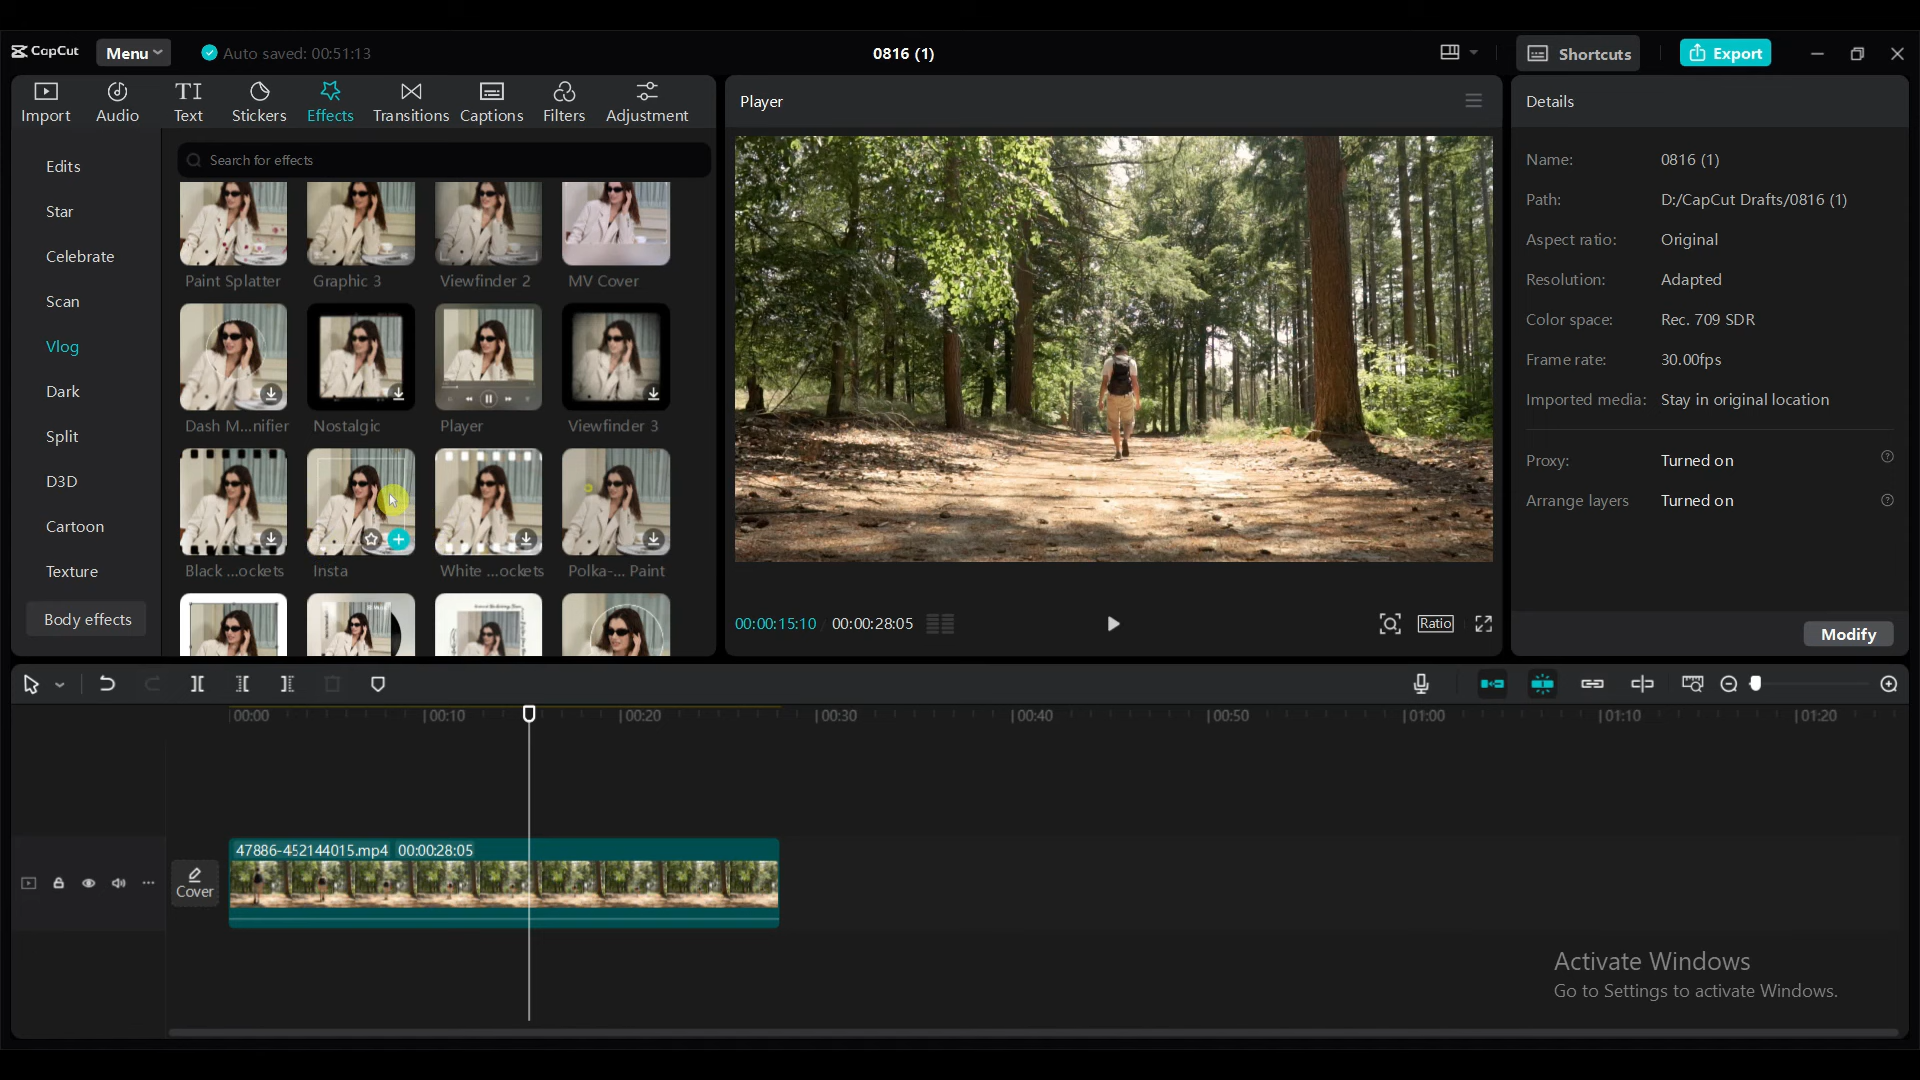 CapCut Menu Auto saved: 00:51:13 0816 (1) Shortcuts Export
Import Audio TI Text Stickers Effects Transitions Captions Filters Adjustment
Edits
Star
Celebrate
Scan
Vlog
Dark
Split
D3D
Cartoon
Texture
Body effects
Search for effects
Paint Splatter Graphic 3 Viewfinder 2 MV Cover
Dash M...nifier Nostalgic Player Viewfinder 3
Black ...ockets Insta White ...ockets Polka-... Paint
Player
00:00:15:10 00:00:28:05 Ratio
Details
Name: 0816 (1)
Path: D:/CapCut Drafts/0816 (1)
Aspect ratio: Original
Resolution: Adapted
Color space: Rec. 709 SDR
Frame rate: 30.00fps
Imported media: Stay in original location
Proxy: Turned on
Arrange layers Turned on
Modify
00:00 00:10 00:20 00:30 00:40 00:50 01:00 01:10 01:20
47886-452144015.mp4 00:00:28:05
Cover
Activate Windows
Go to Settings to activate Windows.